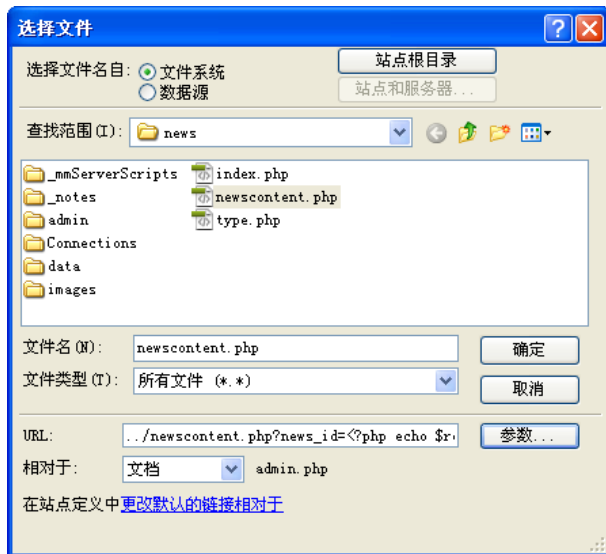 选择文件
选择文件名自: 文件系统 站点根目录
数据源 站点和服务器...
查找范围(I): news
_mmServerScripts index.php
_notes newscontent.php
admin type.php
Connections
data
images
文件名(N): newscontent.php 确定
文件类型(T): 所有文件 (*.*) 取消
URL: ../newscontent.php?news_id=<?php echo $r 参数...
相对于: 文档 admin.php
在站点定义中更改默认的链接相对于